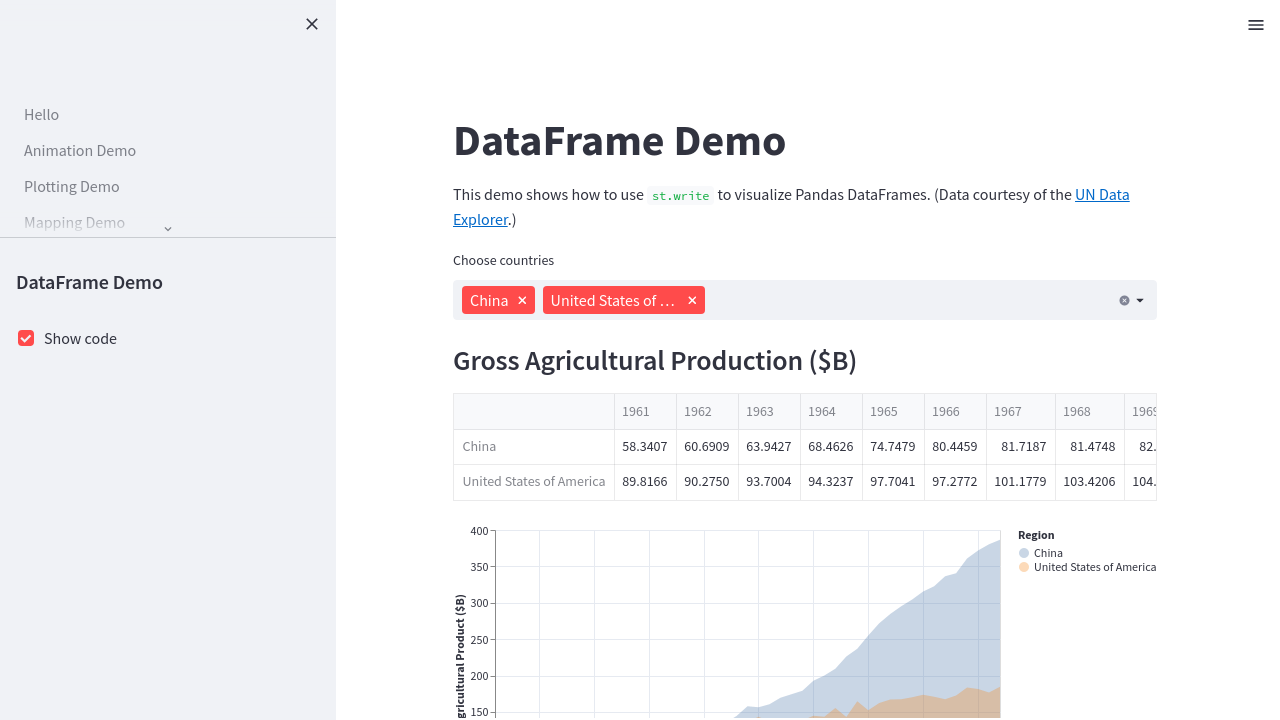 Hello
Animation Demo
Plotting Demo
Mapping Demo
DataFrame Demo
Show code
DataFrame Demo
This demo shows how to use st.write to visualize Pandas DataFrames. (Data courtesy of the UN Data
Explorer.)
Choose countries
China United States of …
Gross Agricultural Production ($B)
1961 1962 1963 1964 1965 1966 1967 1968 1969
China 58.3407 60.6909 63.9427 68.4626 74.7479 80.4459 81.7187 81.4748 82.
United States of America 89.8166 90.2750 93.7004 94.3237 97.7041 97.2772 101.1779 103.4206 104.
400
350
300
250
200
150
gricultural Product ($B)
Region
China
United States of America